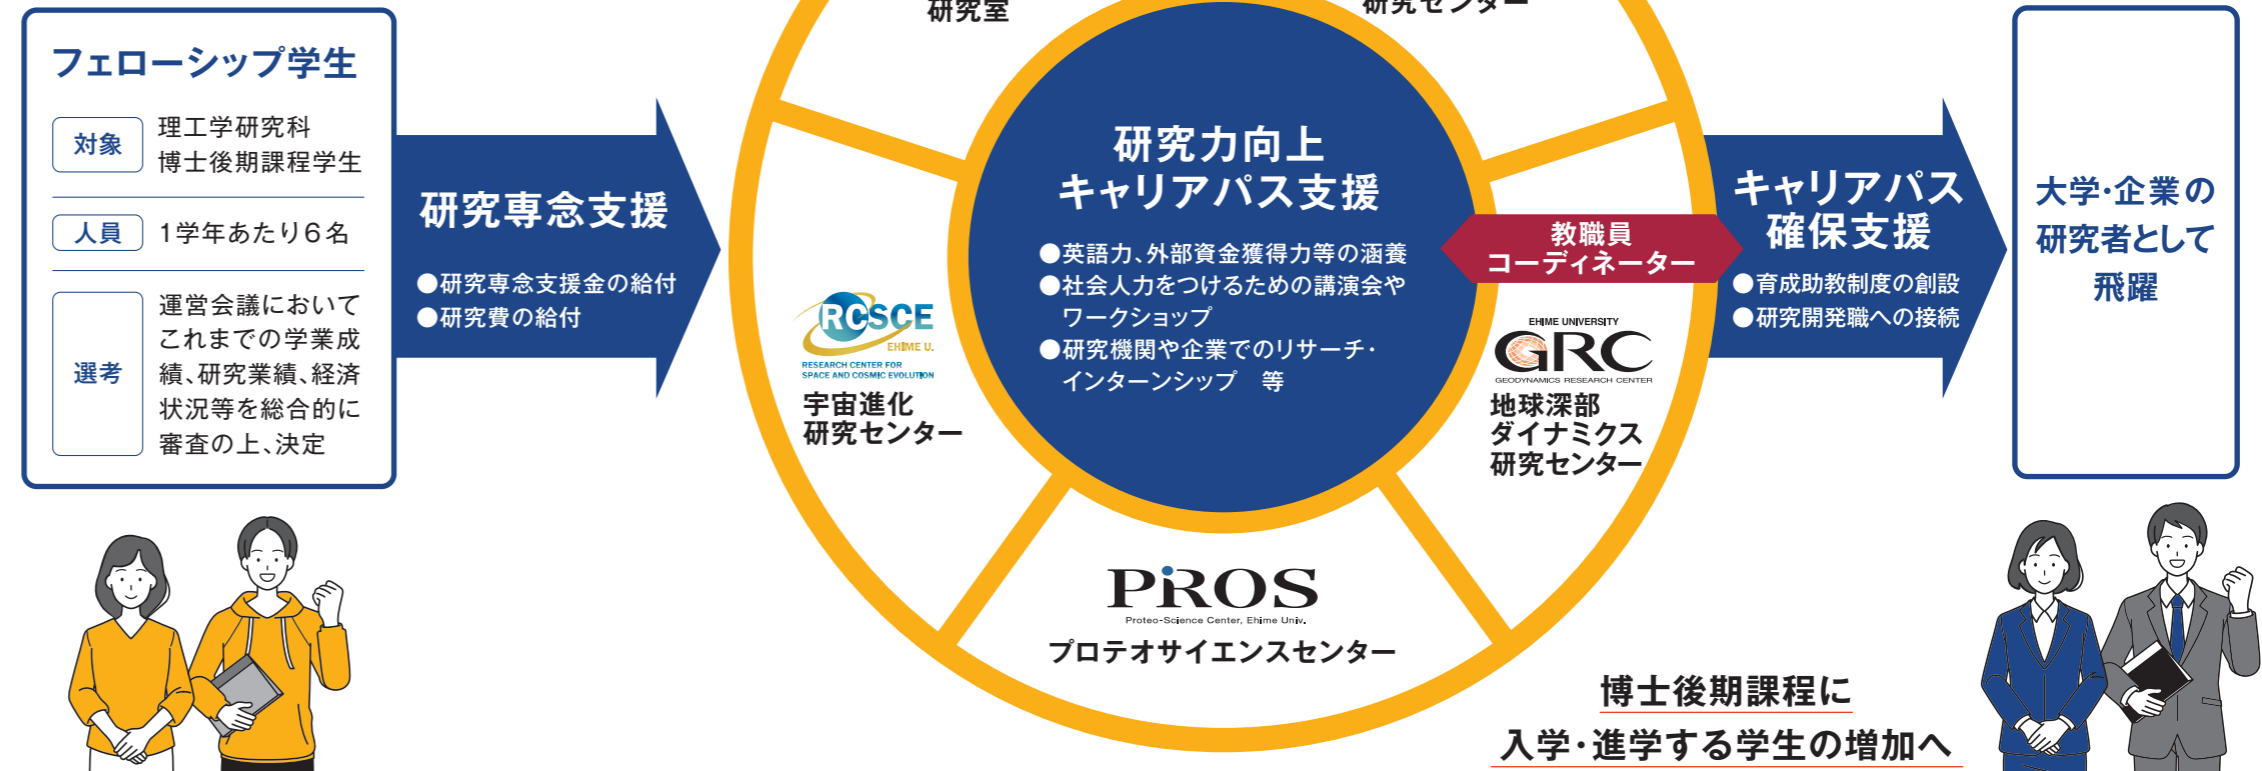 フェローシップ学生
対象
理工学研究科
博士後期課程学生
人員
1学年あたり6名
選考
運営会議において
これまでの学業成
績、研究業績、経済
状況等を総合的に
審査の上、決定
研究専念支援
●研究専念支援金の給付
●研究費の給付
研究室
研究センター
研究力向上
キャリアパス支援
●英語力、外部資金獲得力等の涵養
●社会人力をつけるための講演会や
ワークショップ
●研究機関や企業でのリサーチ・
インターンシップ 等
RCSCE
EHIME U.
RESEARCH CENTER FOR
SPACE AND COSMIC EVOLUTION
宇宙進化
研究センター
PROS
Proteo-Science Center, Ehime Univ.
プロテオサイエンスセンター
教職員
コーディネーター
EHIME UNIVERSITY
GRC
GEODYNAMICS RESEARCH CENTER
地球深部
ダイナミクス
研究センター
キャリアパス
確保支援
●育成助教制度の創設
●研究開発職への接続
大学・企業の
研究者として
飛躍
博士後期課程に
入学・進学する学生の増加へ